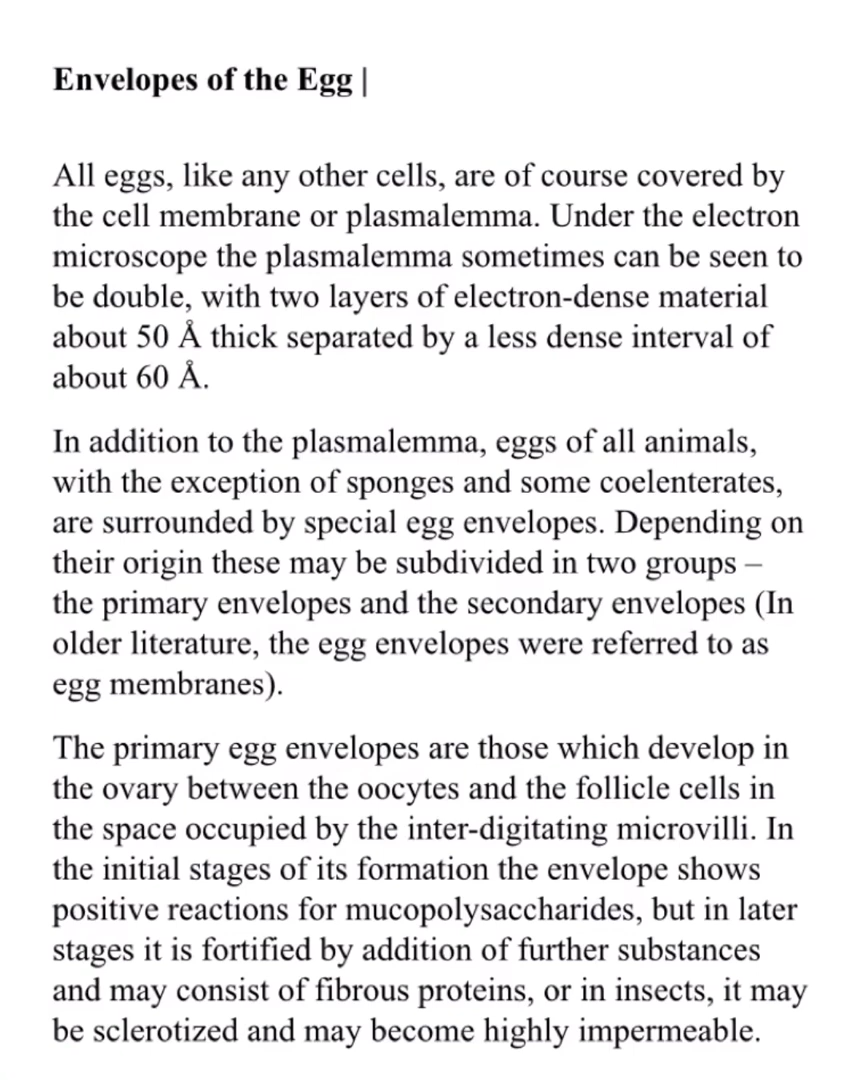 Envelopes of the Egg |
All eggs, like any other cells, are of course covered by
the cell membrane or plasmalemma. Under the electron
microscope the plasmalemma sometimes can be seen to
be double, with two layers of electron-dense material
about 50 Å thick separated by a less dense interval of
about 60 Å.
In addition to the plasmalemma, eggs of all animals,
with the exception of sponges and some coelenterates,
are surrounded by special egg envelopes. Depending on
their origin these may be subdivided in two groups –
the primary envelopes and the secondary envelopes (In
older literature, the egg envelopes were referred to as
egg membranes).
The primary egg envelopes are those which develop in
the ovary between the oocytes and the follicle cells in
the space occupied by the inter-digitating microvilli. In
the initial stages of its formation the envelope shows
positive reactions for mucopolysaccharides, but in later
stages it is fortified by addition of further substances
and may consist of fibrous proteins, or in insects, it may
be sclerotized and may become highly impermeable.